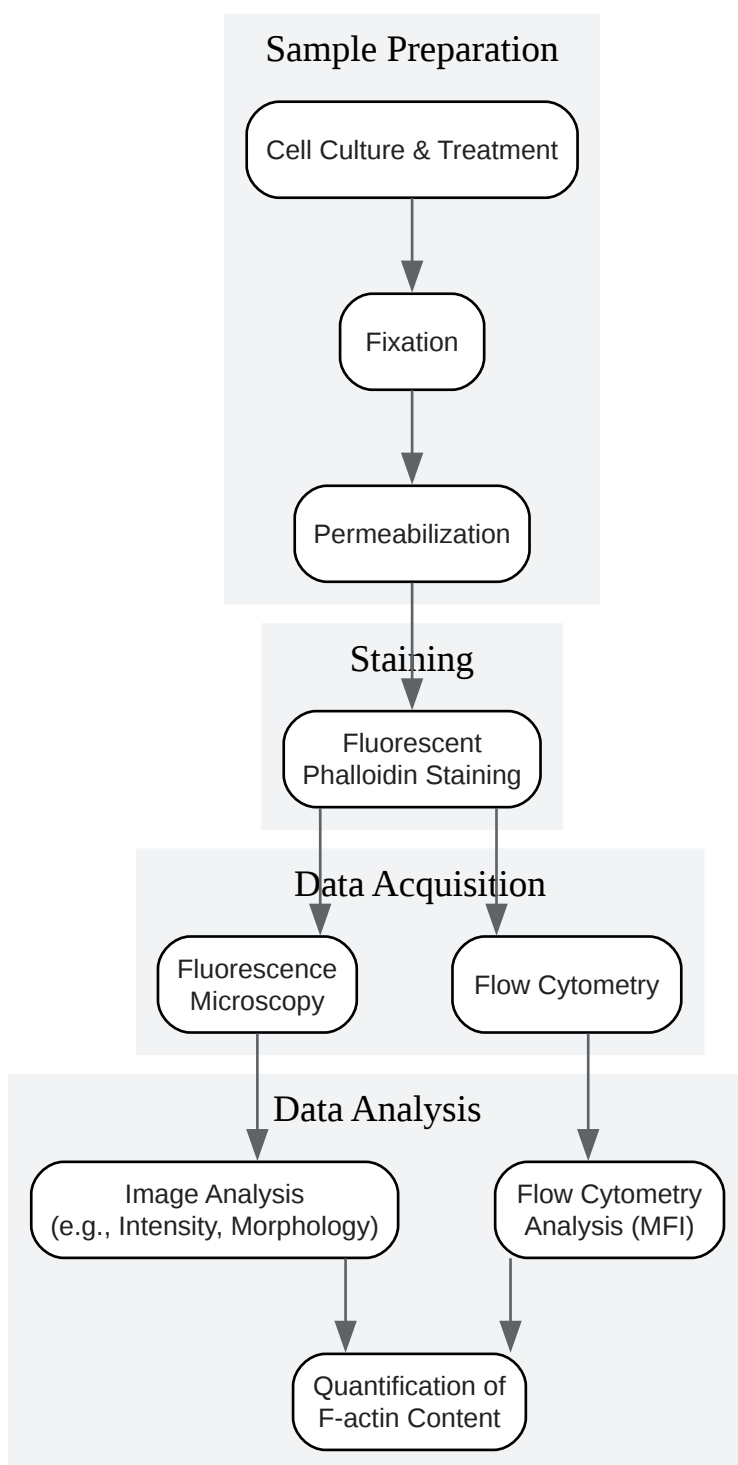 Sample Preparation
Cell Culture & Treatment
Fixation
Permeabilization
Staining
Fluorescent
Phalloidin Staining
Data Acquisition
Fluorescence
Microscopy
Flow Cytometry
Data Analysis
Image Analysis
(e.g., Intensity, Morphology)
Flow Cytometry
Analysis (MFI)
Quantification of
F-actin Content